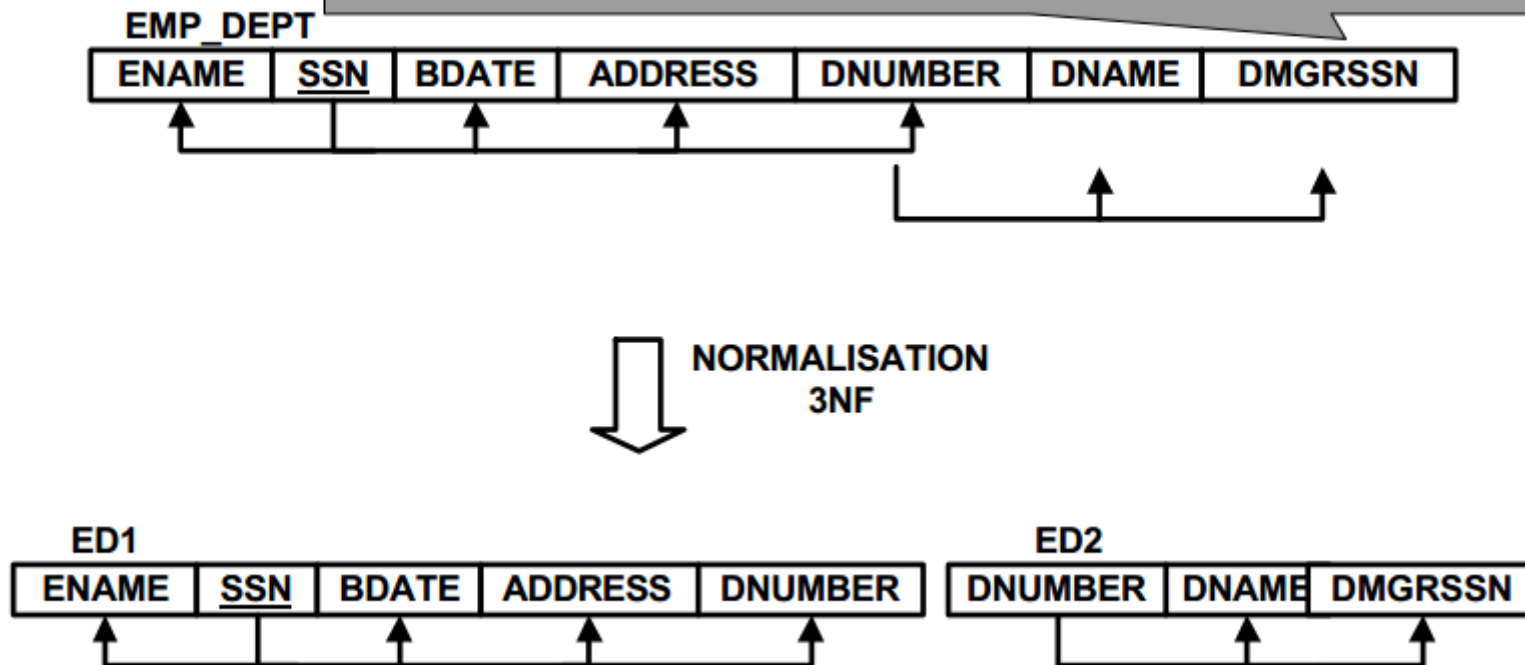 EMP_DEPT
ENAME SSN BDATE ADDRESS DNUMBER DNAME DMGRSSN
NORMALISATION
3NF
ED1 ED2
ENAME SSN BDATE ADDRESS DNUMBER DNUMBER DNAME DMGRSSN